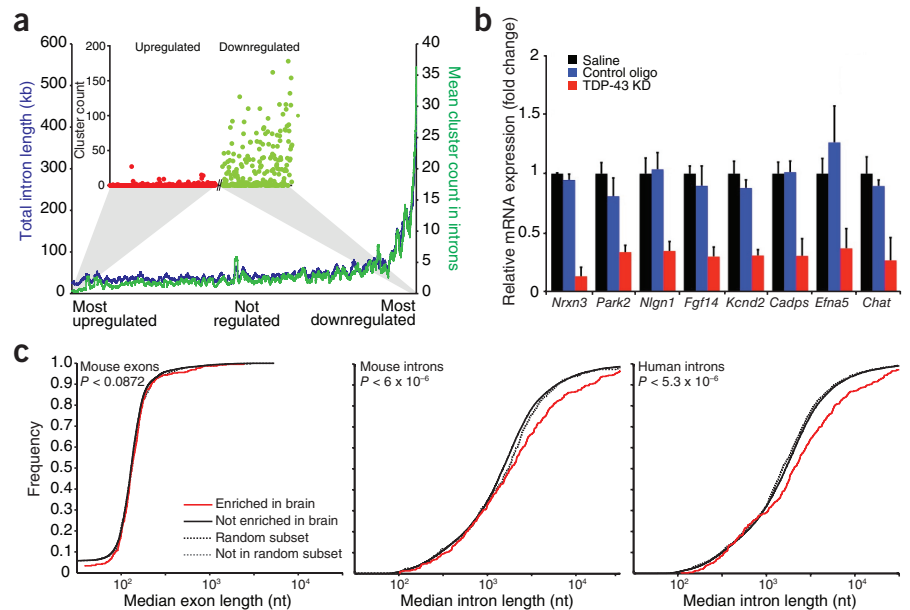 a
600
500
400
300
200
100
0
Total intron length (kb)
Upregulated Downregulated
200
150
100
50
0
Cluster count
40
35
30
25
20
15
10
5
0
Mean cluster count in introns
Most upregulated
Not regulated
Most downregulated
b
Relative mRNA expression (fold change)
2
1.5
1
0.5
0
Saline
Control oligo
TDP-43 KD
Nrxn3 Park2 Nlgn1 Fgf14 Kcnd2 Cadps Efna5 Chat
c
Frequency
1.0
0.9
0.8
0.7
0.6
0.5
0.4
0.3
0.2
0.1
0
Mouse exons
P < 0.0872
Enriched in brain
Not enriched in brain
Random subset
Not in random subset
10² 10³ 10⁴
Median exon length (nt)
Mouse introns
P < 6 x 10⁻⁶
10² 10³ 10⁴
Median intron length (nt)
Human introns
P < 5.3 x 10⁻⁶
10² 10³ 10⁴
Median intron length (nt)